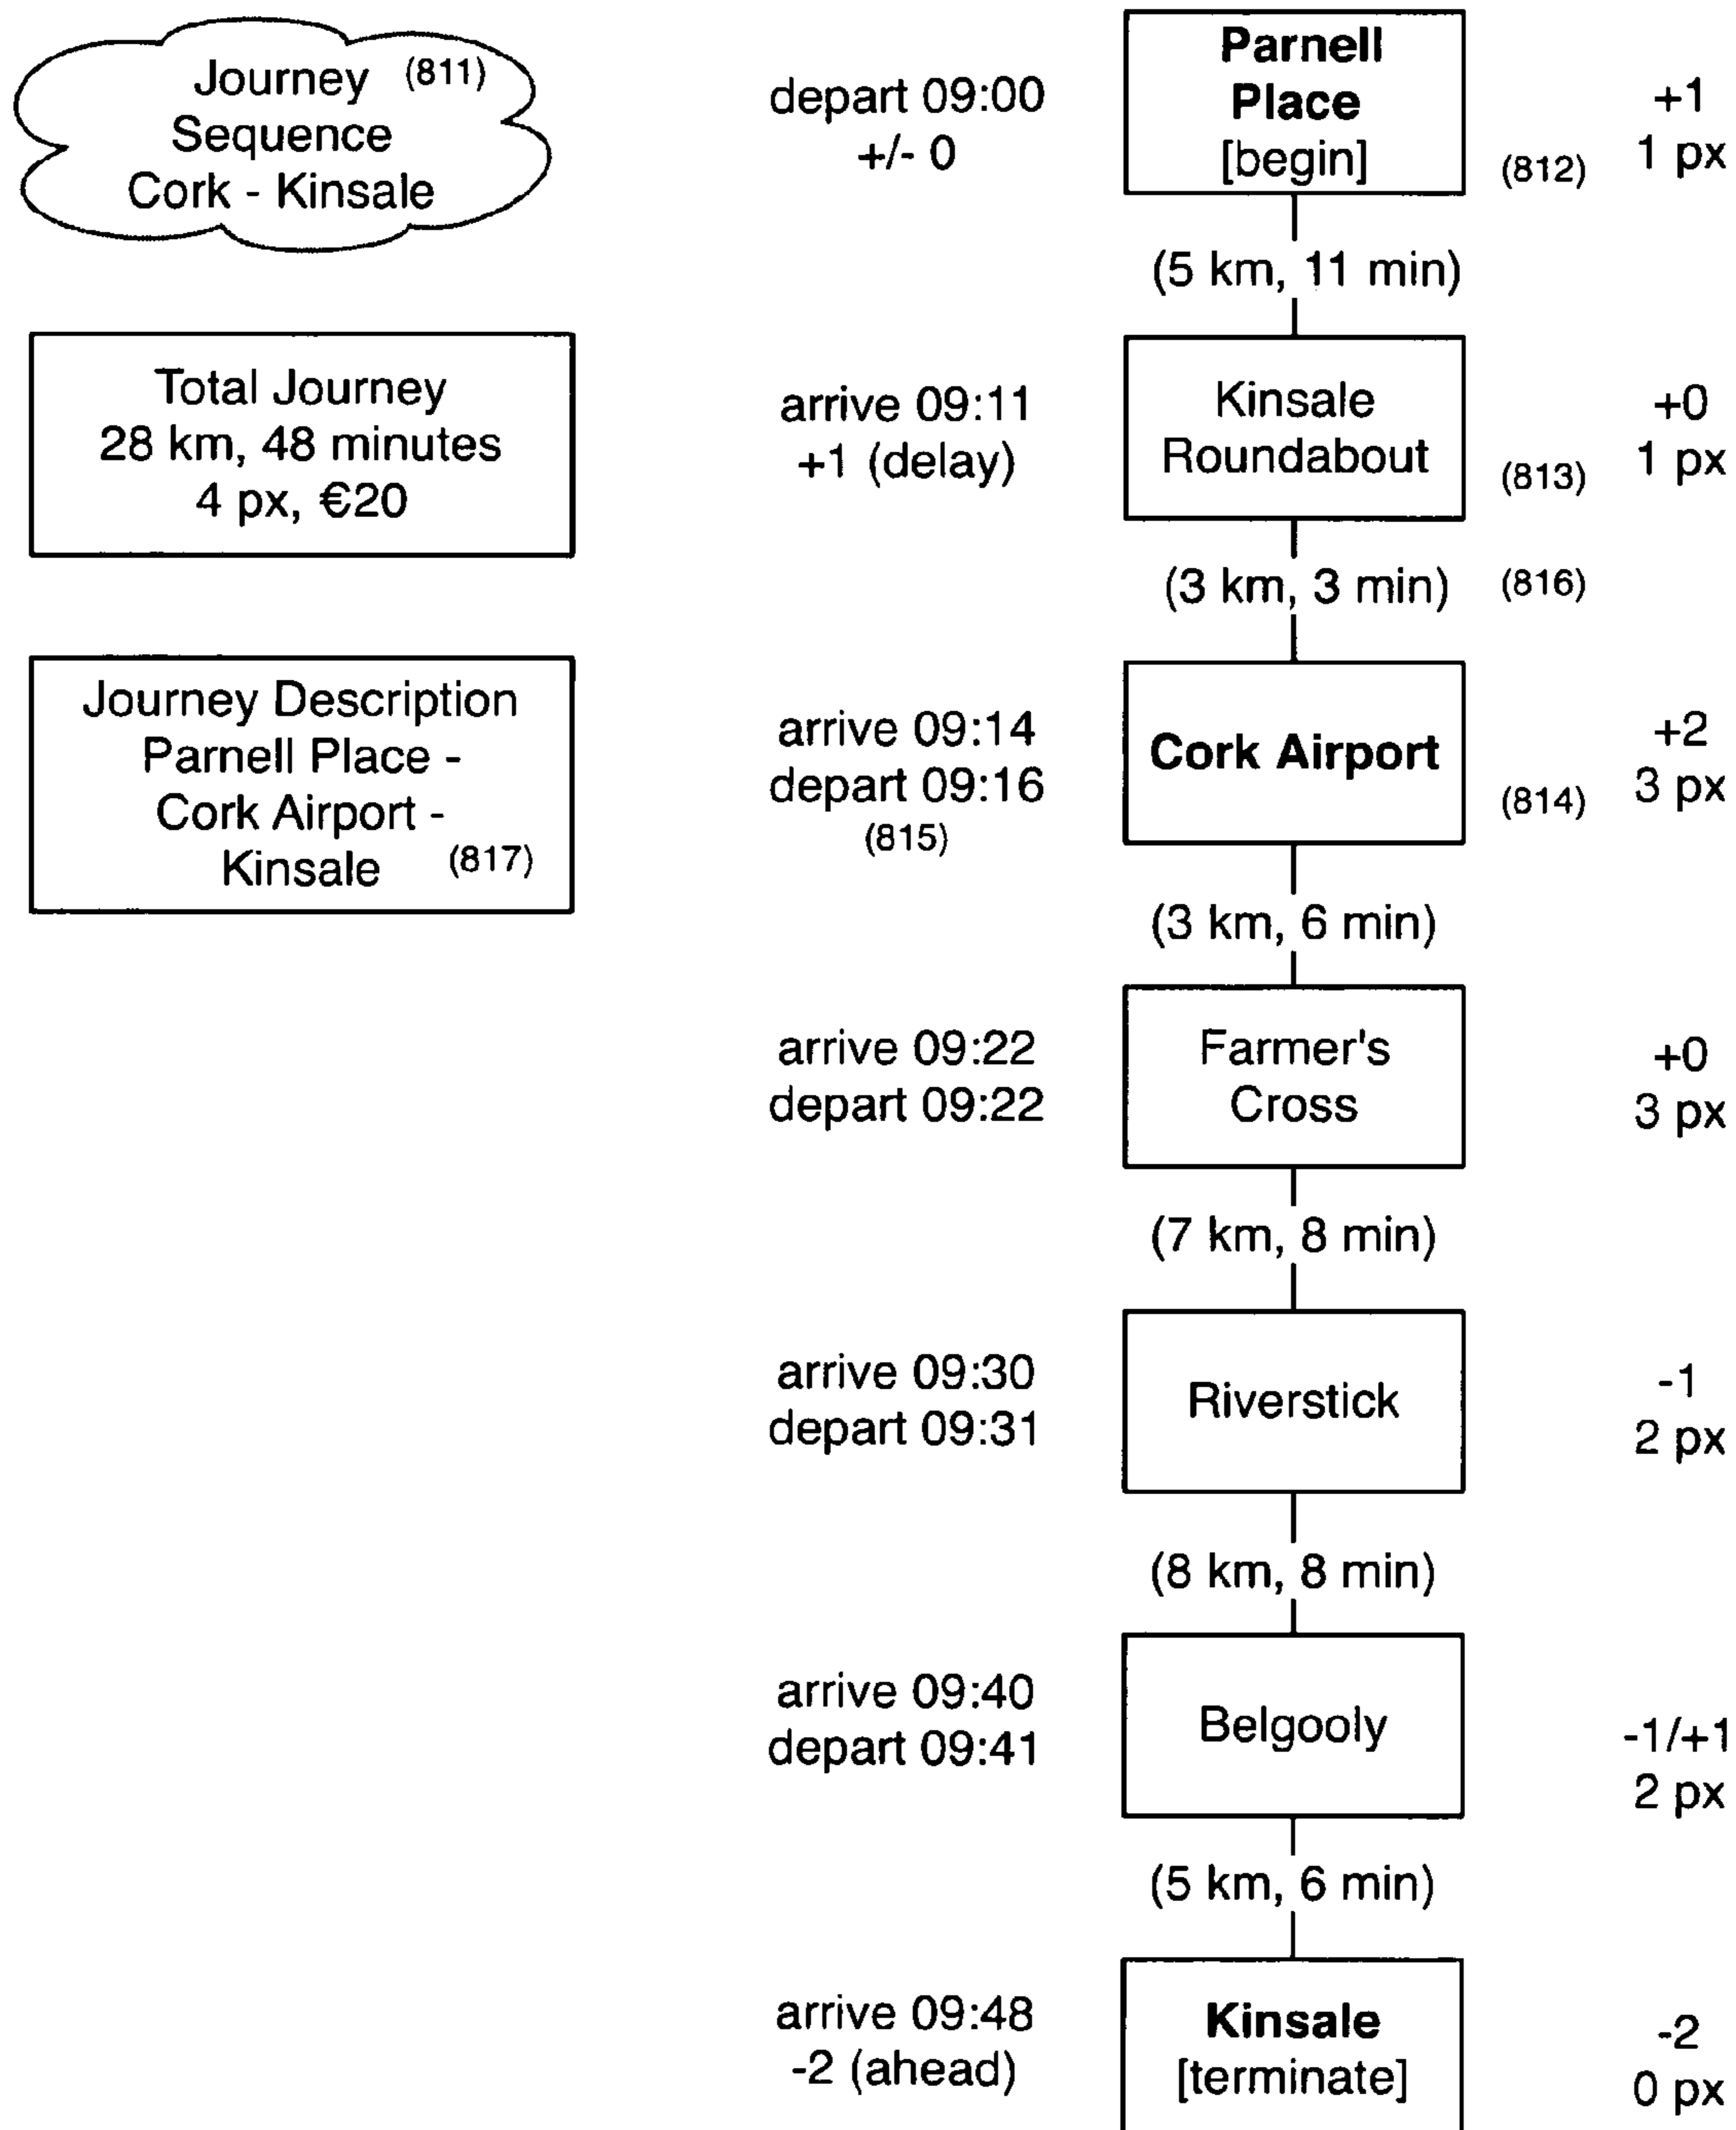 Journey (811)
Sequence
Cork - Kinsale
Total Journey
28 km, 48 minutes
4 px, €20
Journey Description
Parnell Place -
Cork Airport -
Kinsale (817)
depart 09:00
+/- 0
Parnell
Place
[begin]
(812)
+1
1 px
(5 km, 11 min)
arrive 09:11
+1 (delay)
Kinsale
Roundabout
(813)
+0
1 px
(3 km, 3 min) (816)
arrive 09:14
depart 09:16
(815)
Cork Airport
(814)
+2
3 px
(3 km, 6 min)
arrive 09:22
depart 09:22
Farmer's
Cross
+0
3 px
(7 km, 8 min)
arrive 09:30
depart 09:31
Riverstick
-1
2 px
(8 km, 8 min)
arrive 09:40
depart 09:41
Belgooly
-1/+1
2 px
(5 km, 6 min)
arrive 09:48
-2 (ahead)
Kinsale
[terminate]
-2
0 px